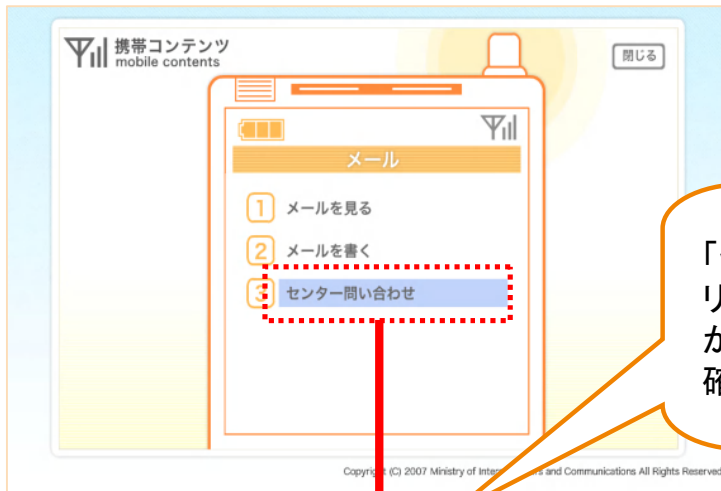 携帯コンテンツ
mobile contents
閉じる
メール
1 メールを見る
2 メールを書く
3 センター問い合わせ
「
リ
確
Copyright (C) 2007 Ministry of and Communications All Rights Reserved